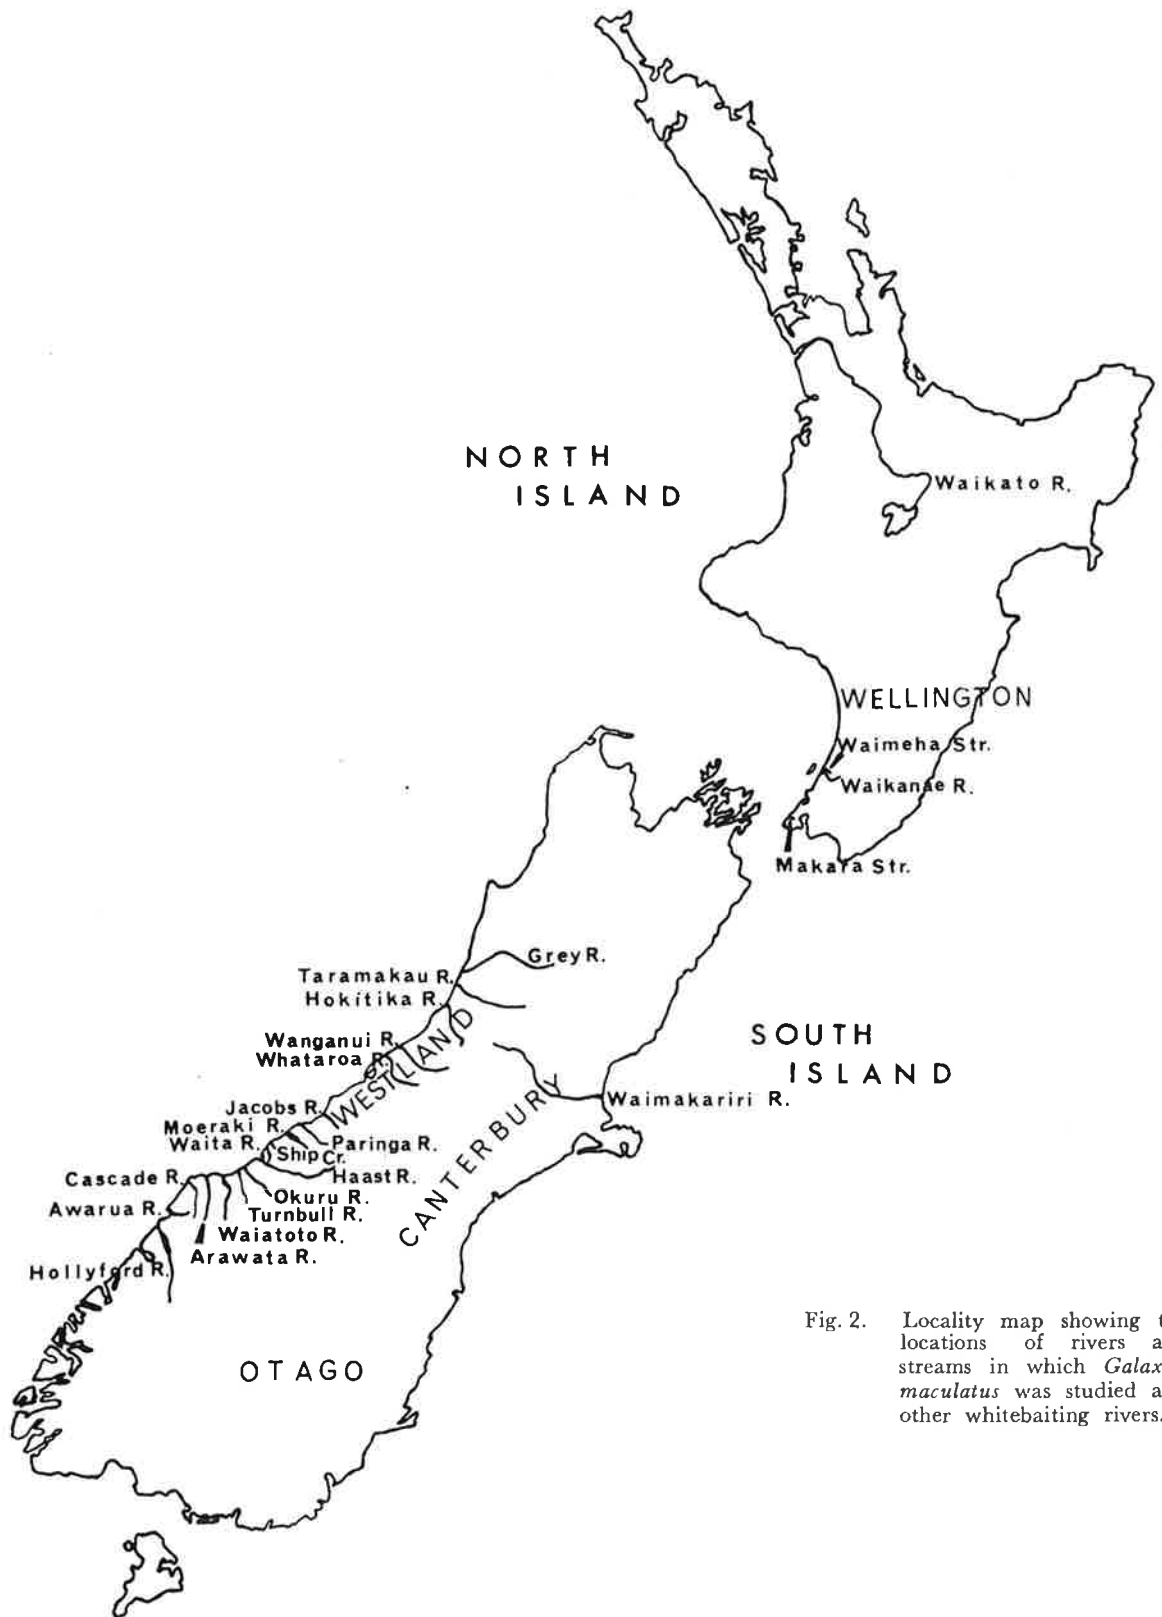 NORTH
ISLAND
Waikato R.
WELLINGTON
Waimeha Str.
Waikanae R.
Makara Str.
Grey R.
Taramakau R.
Hokitika R.
Wanganui R.
Whataroa R.
WESTLAND
SOUTH
ISLAND
Waimakariri R.
CANTERBURY
Jacobs R.
Moeraki R.
Waita R.
Paringa R.
Ship Cr.
Haast R.
Cascade R.
Okuru R.
Awarua R.
Turnbull R.
Waiatoto R.
Arawata R.
Hollyford R.
OTAGO
Fig. 2. Locality map showing t
locations of rivers a
streams in which Galax
maculatus was studied a
other whitebaiting rivers.